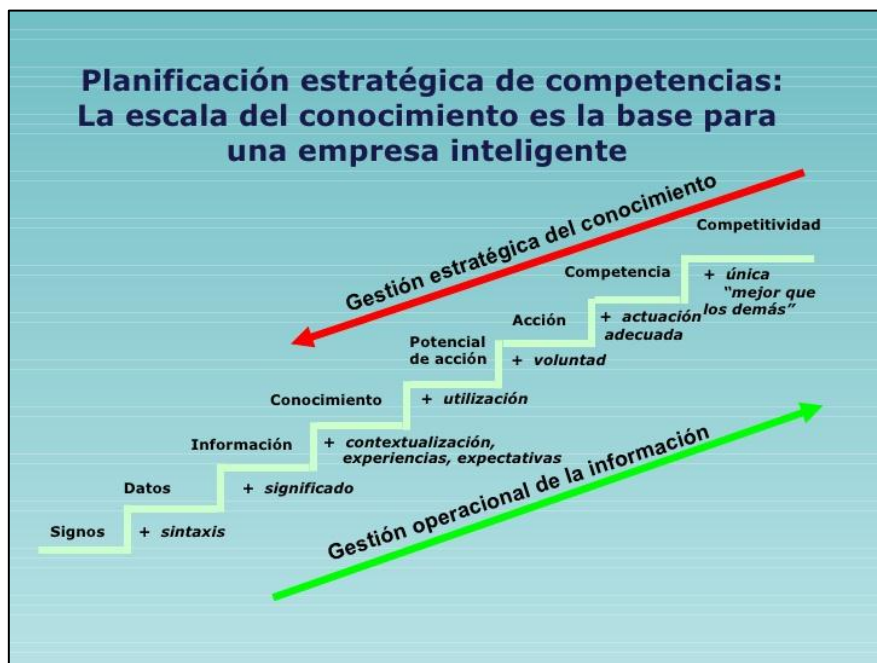 Planificación estratégica de competencias:
La escala del conocimiento es la base para
una empresa inteligente
Gestión estratégica del conocimiento
Competitividad
+ única
"mejor que
los demás"
Competencia
+ actuación
adecuada
Acción
+ voluntad
Potencial
de acción
+ utilización
Conocimiento
+ contextualización,
experiencias, expectativas
Información
+ significado
Datos
+ sintaxis
Signos
Gestión operacional de la información